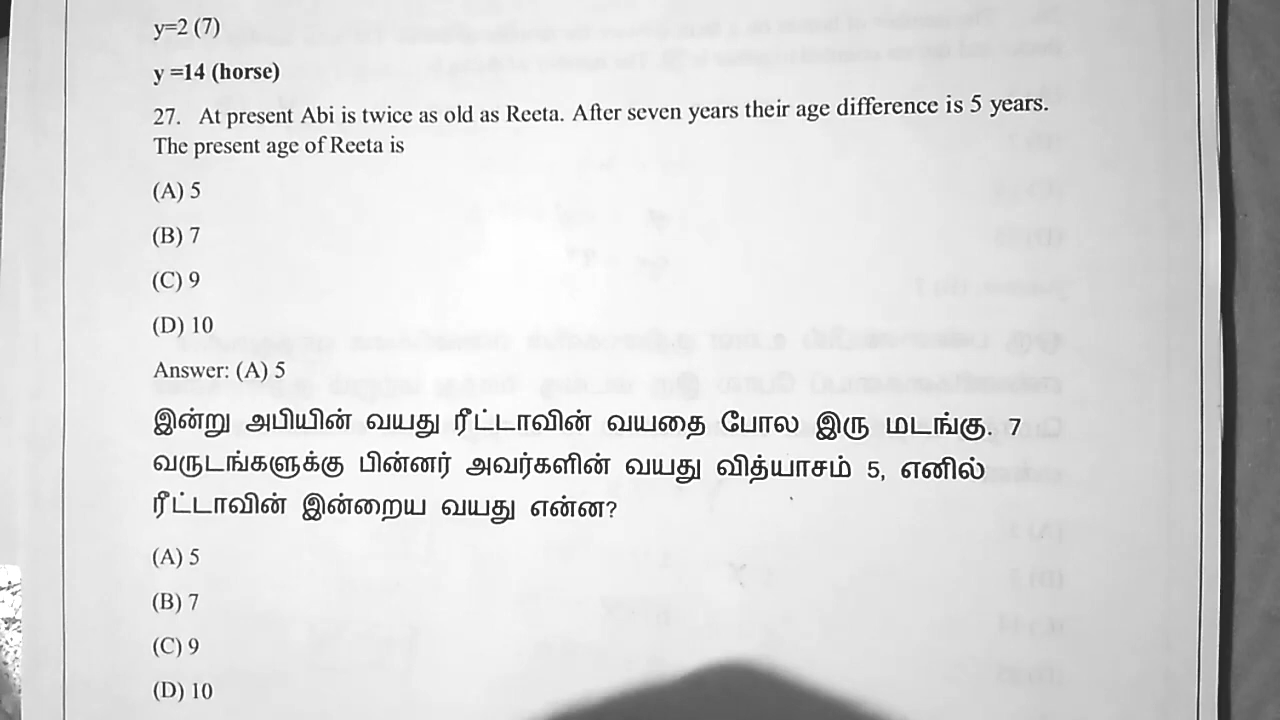 y=2 (7)
y =14 (horse)
27. At present Abi is twice as old as Reeta. After seven years their age difference is 5 years.
The present age of Reeta is
(A) 5
(B) 7
(C) 9
(D) 10
Answer: (A) 5
இன்று அபியின் வயது ரீட்டாவின் வயதை போல இரு மடங்கு. 7
வருடங்களுக்கு பின்னர் அவர்களின் வயது வித்யாசம் 5, எனில்
ரீட்டாவின் இன்றைய வயது என்ன?
(A) 5
(B) 7
(C) 9
(D) 10